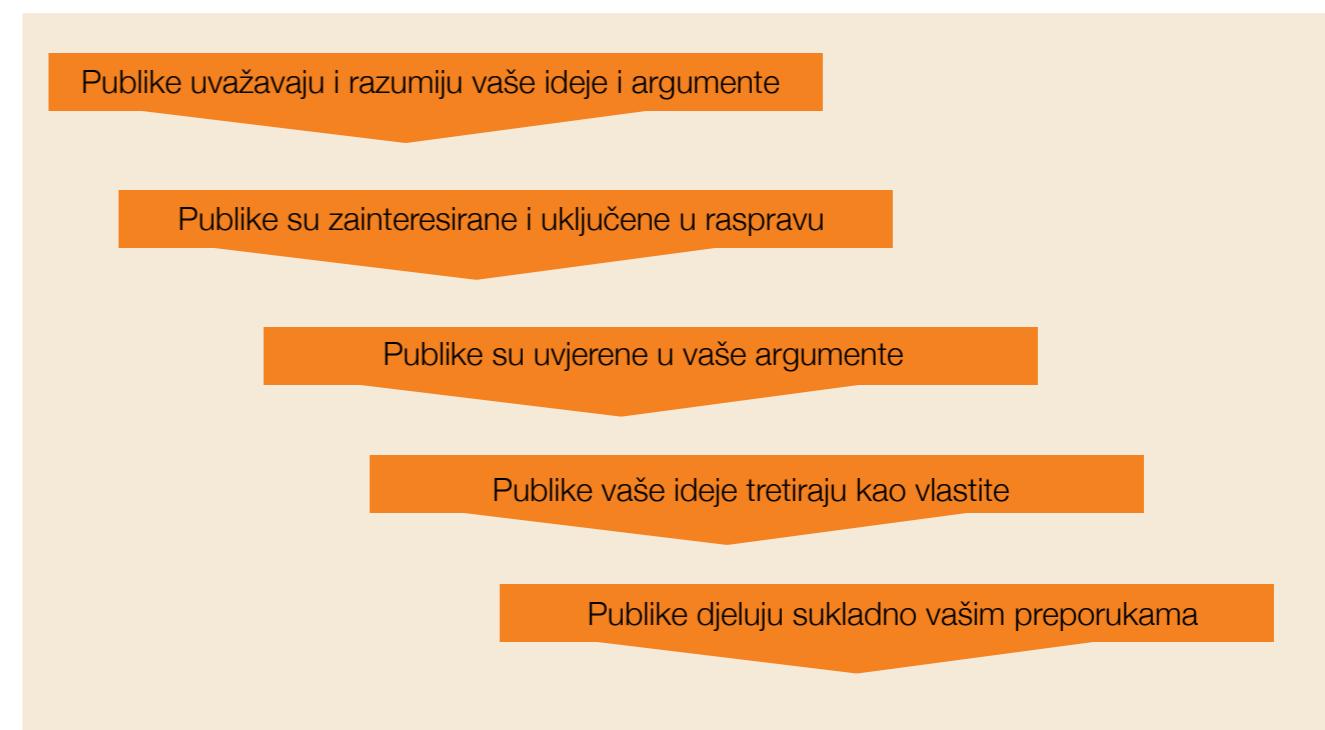 Publike uvažavaju i razumiju vaše ideje i argumente
Publike su zainteresirane i uključene u raspravu
Publike su uvjerene u vaše argumente
Publike vaše ideje tretiraju kao vlastite
Publike djeluju sukladno vašim preporukama